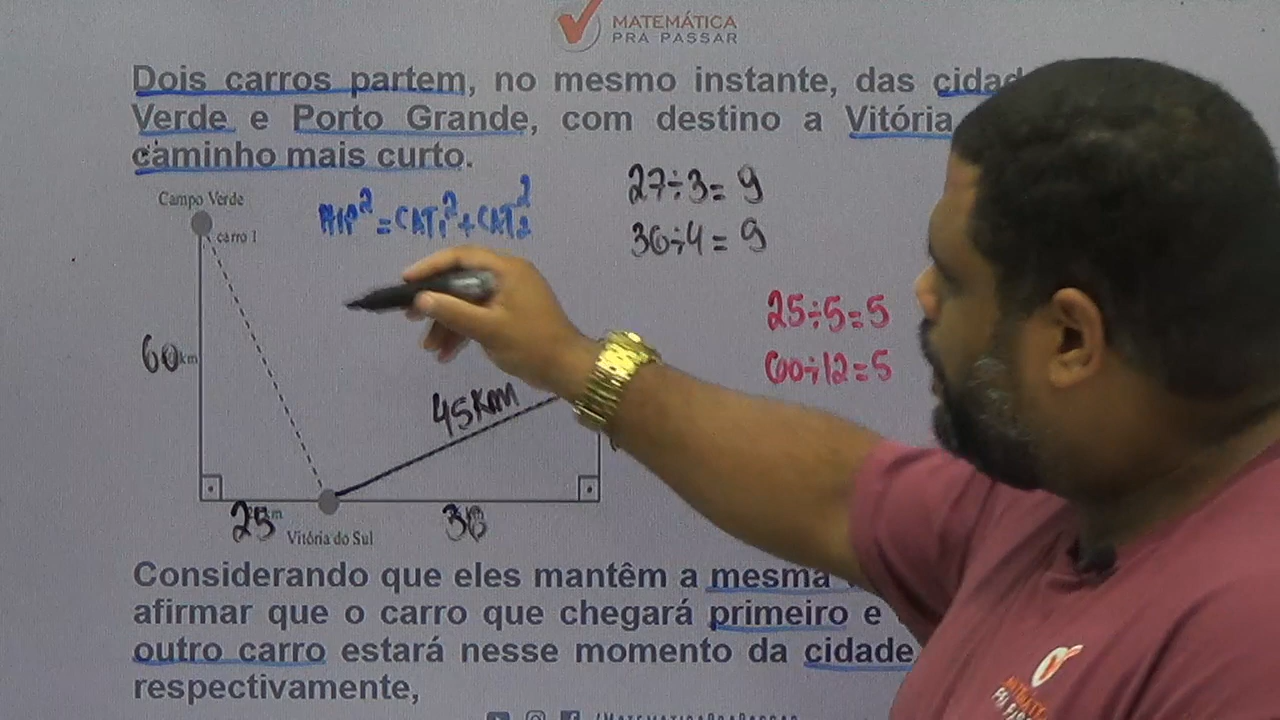 MATEMÁTICA
PRA PASSAR
Dois carros partem, no mesmo instante, das
Verde e Porto Grande, com destino a Vitória
caminho mais curto.
Campo Verde
HIP² = CAT₁² + CAT₂²
27÷3=9
carro 1
36÷4=9
25÷5=5
60 km
60÷12=5
45Km
25
36
Vitória do Sul
Considerando que eles mantêm a mesma
afirmar que o carro que chegará primeiro e
outro carro estará nesse momento da cidade
respectivamente,
/MATEMATICAPRAPASSAR